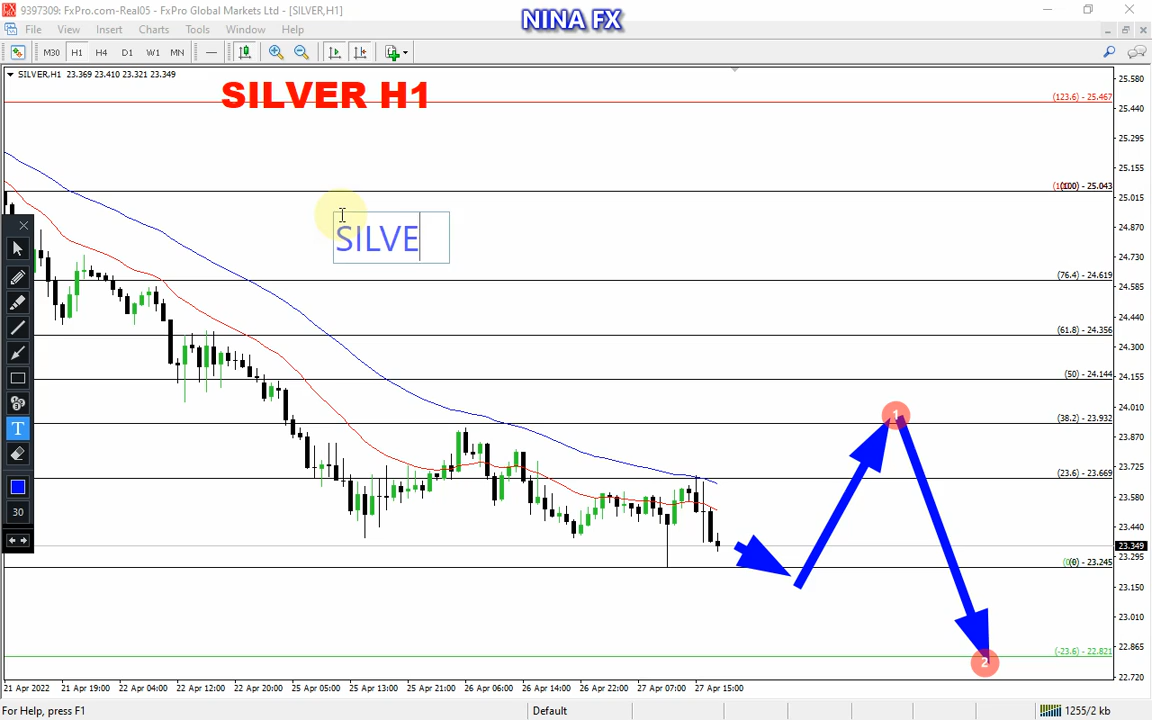 9397309: FxPro.com-Real05 - FxPro Global Markets Ltd - [SILVER,H1]
NINA FX
File View Insert Charts Tools Window Help
M30 H1 H4 D1 W1 MN
SILVER,H1 23.369 23.410 23.321 23.349
SILVER H1
25.580
(123.6) - 25.467
25.440
25.295
25.155
(100) - 25.043
25.015
SILVE
24.870
24.730
(76.4) - 24.619
24.585
24.440
(61.8) - 24.356
24.300
(50) - 24.144
24.155
24.010
1
(38.2) - 23.932
23.870
23.725
(23.6) - 23.669
T
23.580
30
23.440
23.349
23.295
(0) - 23.245
23.150
23.010
22.865
(-23.6) - 22.821
2
22.720
21 Apr 2022 21 Apr 19:00 22 Apr 04:00 22 Apr 12:00 22 Apr 20:00 25 Apr 05:00 25 Apr 13:00 25 Apr 21:00 26 Apr 06:00 26 Apr 14:00 26 Apr 22:00 27 Apr 07:00 27 Apr 15:00
For Help, press F1 Default 1255/2 kb